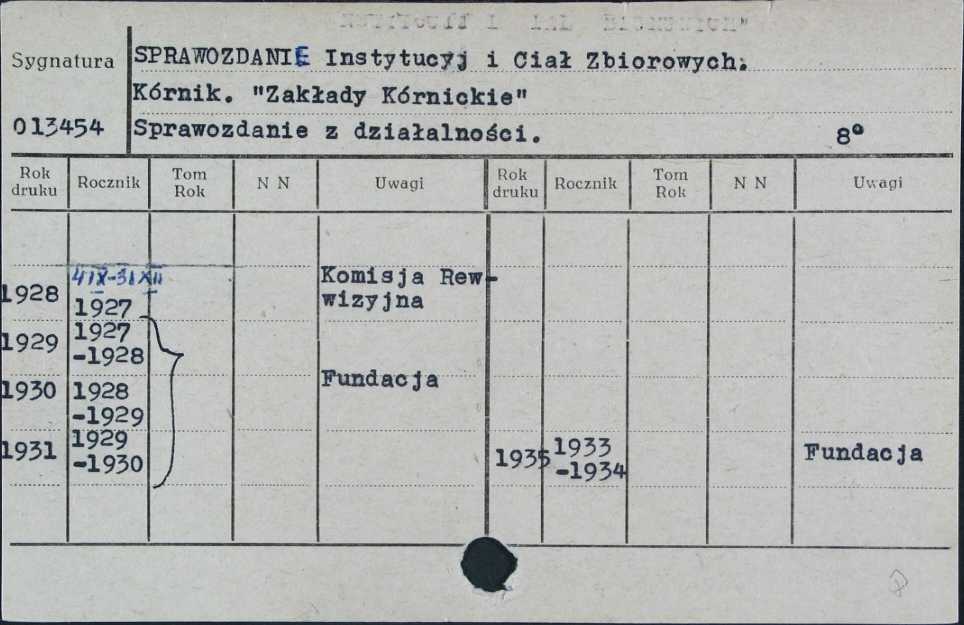 Sygnatura
SPRAWOZDANIE Instytucyj i Ciał Zbiorowych.
Kórnik. "Zakłady Kórnickie"
013454 Sprawozdanie z działalności. 8°
Rok druku Rocznik Tom Rok N N Uwagi Rok druku Rocznik Tom Rok N N Uwagi
1928 4 IX-31 XII 1927 Komisja Rew-wizyjna
1929 1927-1928
1930 1928-1929 Fundacja
1931 1929-1930 1935 1933-1934 Fundacja